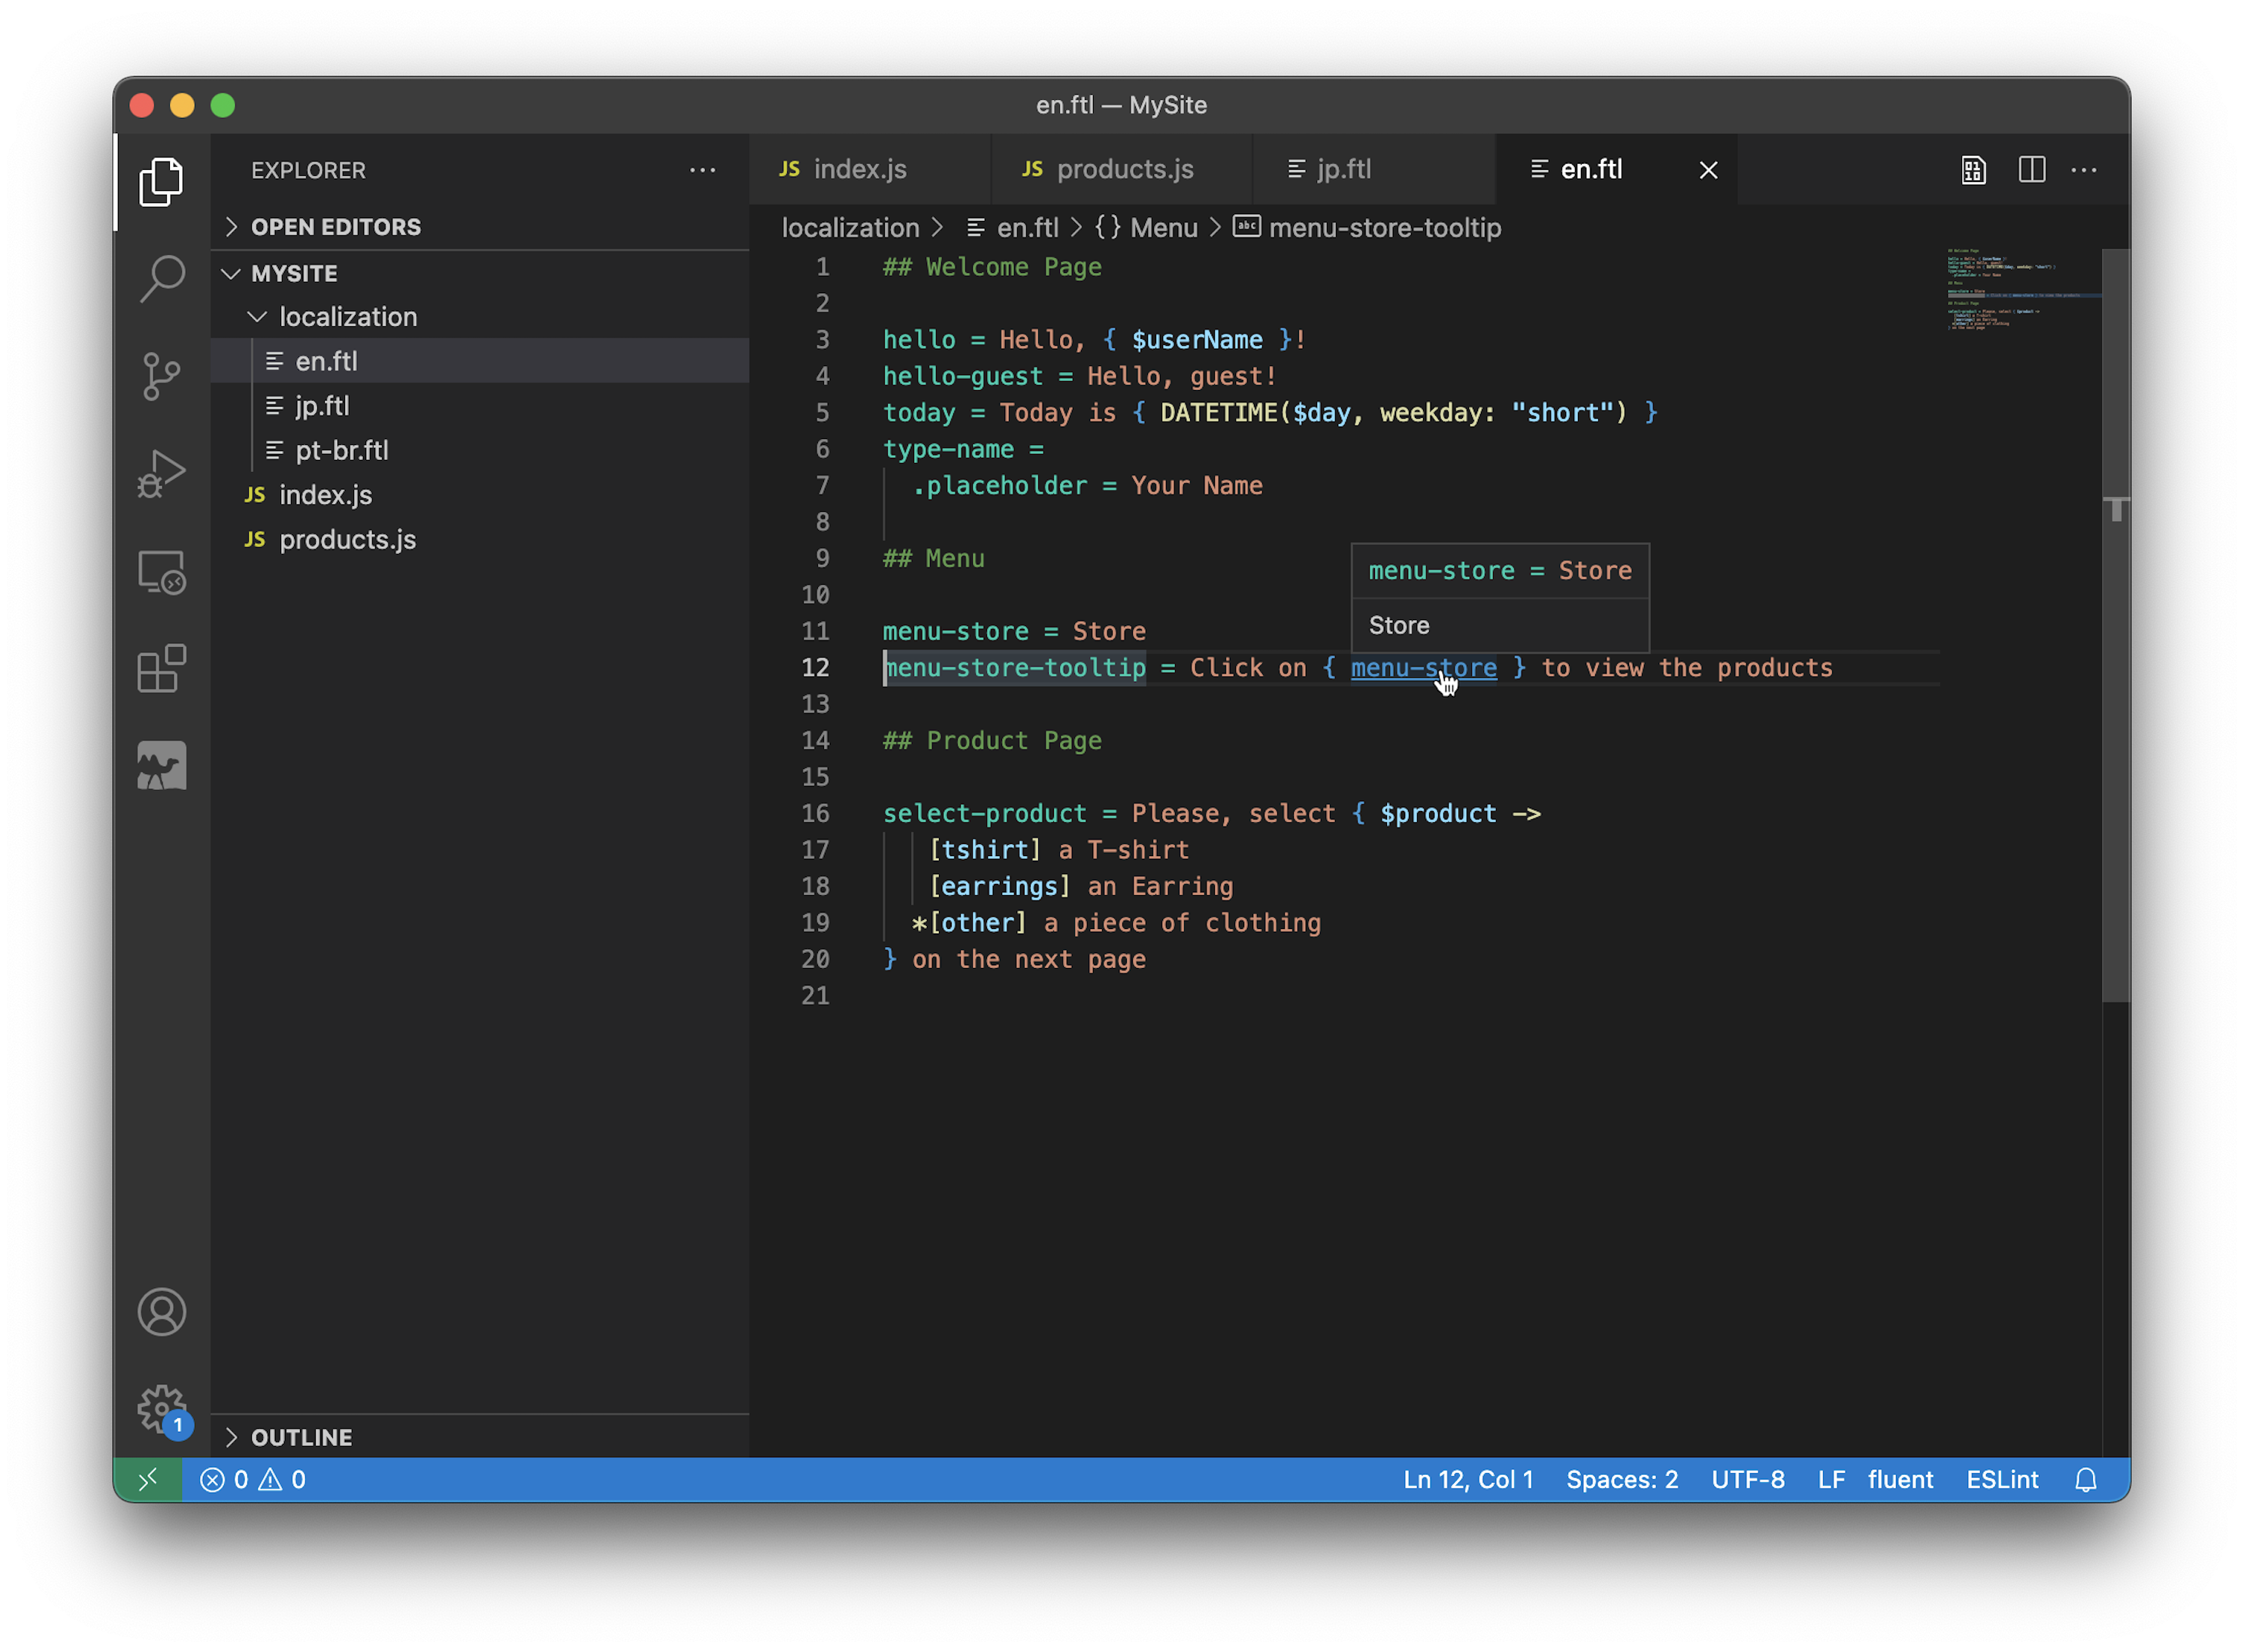 en.ftl — MySite
EXPLORER
OPEN EDITORS
MYSITE
localization
en.ftl
jp.ftl
pt-br.ftl
JS index.js
JS products.js
OUTLINE
JS index.js
JS products.js
jp.ftl
en.ftl
localization > en.ftl > {} Menu > abc menu-store-tooltip
1 ## Welcome Page
2
3 hello = Hello, { $userName }!
4 hello-guest = Hello, guest!
5 today = Today is { DATETIME($day, weekday: "short") }
6 type-name =
7 .placeholder = Your Name
8
9 ## Menu
10
menu-store = Store
Store
11 menu-store = Store
12 menu-store-tooltip = Click on { menu-store } to view the products
13
14 ## Product Page
15
16 select-product = Please, select { $product ->
17 [tshirt] a T-shirt
18 [earrings] an Earring
19 *[other] a piece of clothing
20 } on the next page
21
1
0 0
Ln 12, Col 1 Spaces: 2 UTF-8 LF fluent ESLint